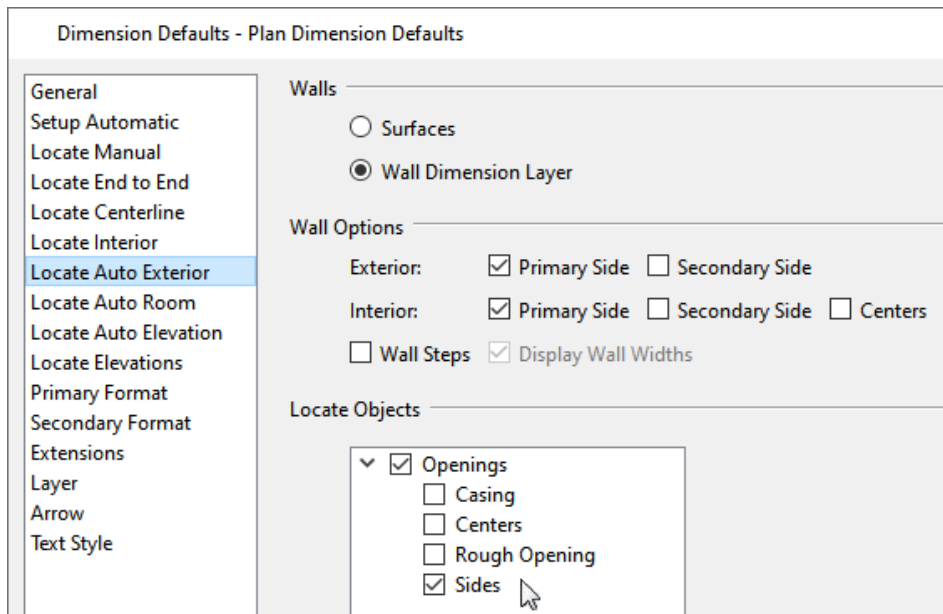 Dimension Defaults - Plan Dimension Defaults
General
Setup Automatic
Locate Manual
Locate End to End
Locate Centerline
Locate Interior
Locate Auto Exterior
Locate Auto Room
Locate Auto Elevation
Locate Elevations
Primary Format
Secondary Format
Extensions
Layer
Arrow
Text Style
Walls
Surfaces
Wall Dimension Layer
Wall Options
Exterior: Primary Side Secondary Side
Interior: Primary Side Secondary Side Centers
Wall Steps Display Wall Widths
Locate Objects
Openings
Casing
Centers
Rough Opening
Sides